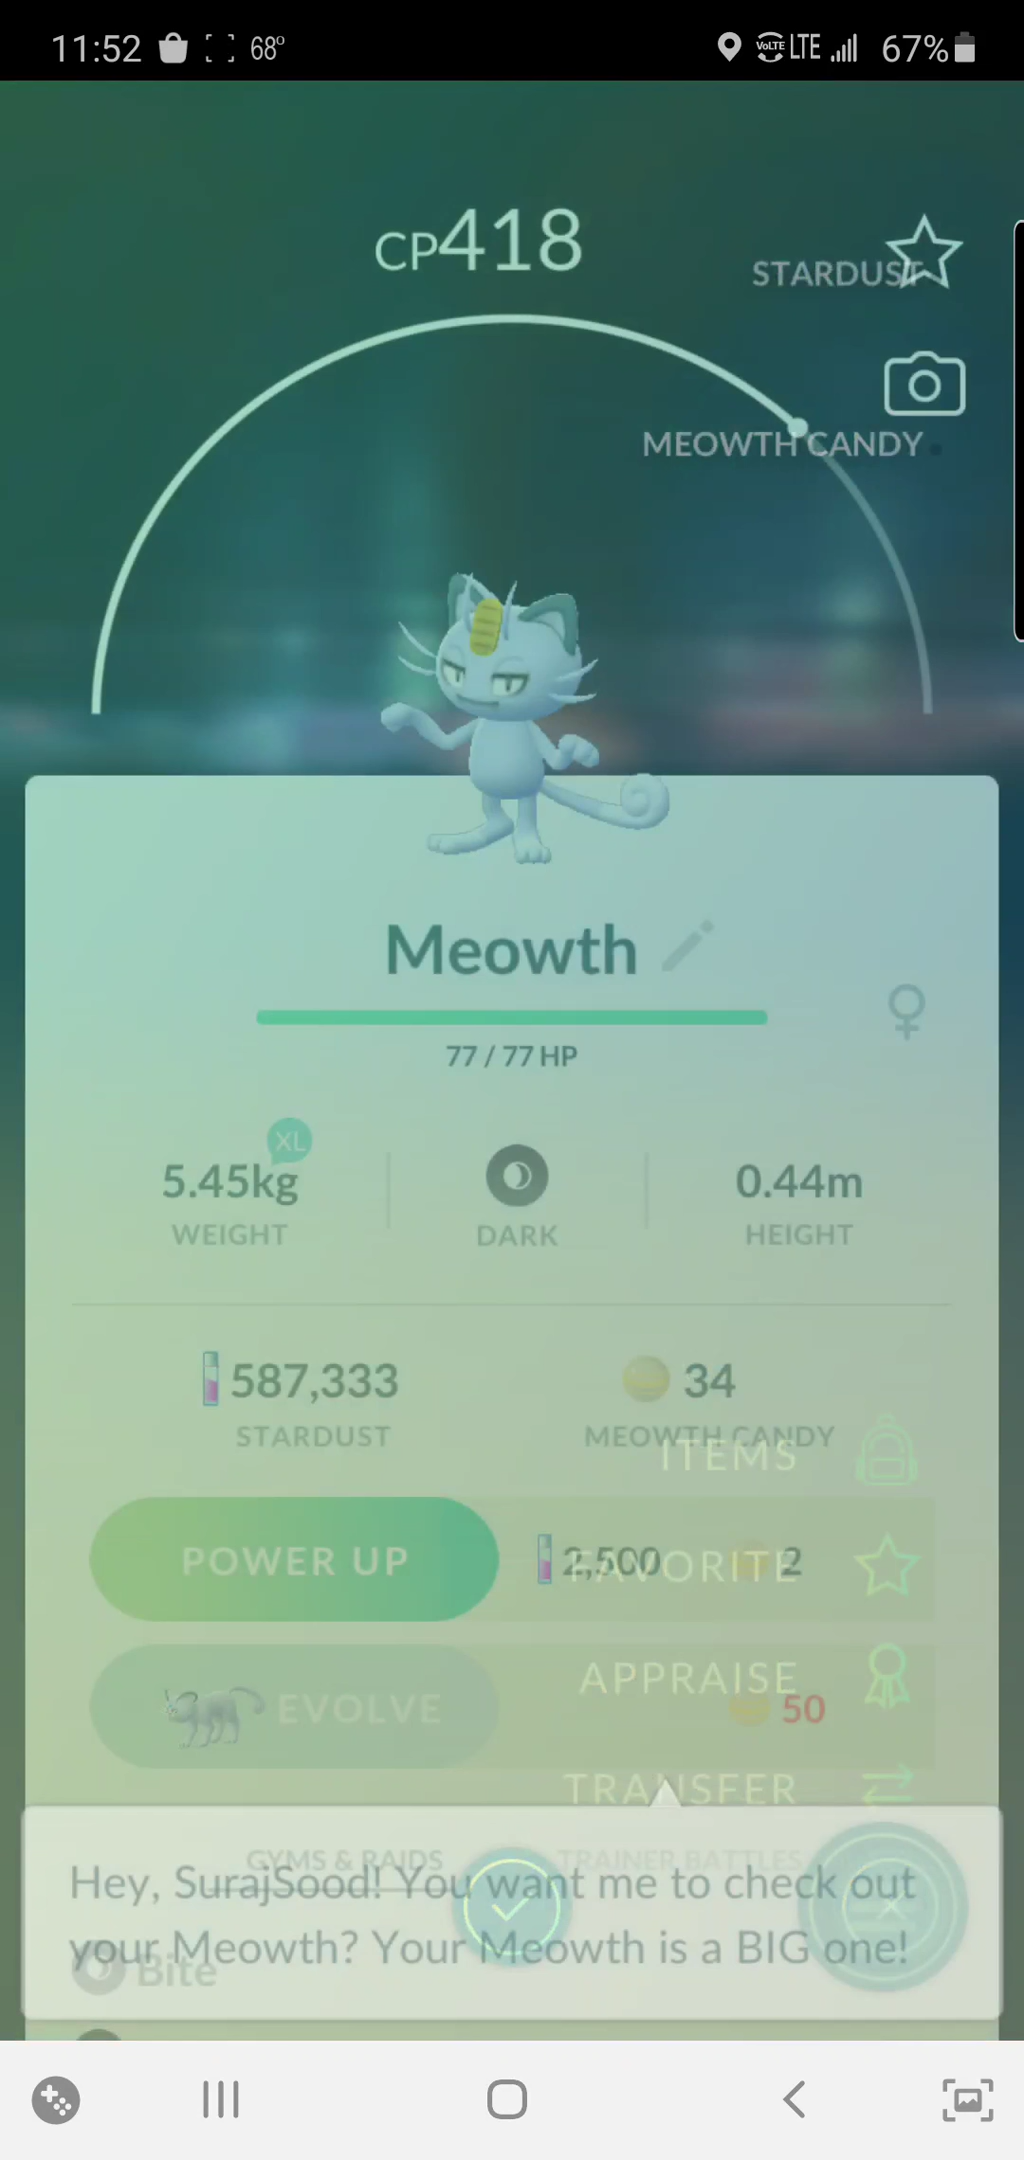 11:52 68° VoLTE LTE 67%
CP418
STARDUST
MEOWTH CANDY
Meowth
77 / 77 HP
XL
5.45kg
WEIGHT
DARK
0.44m
HEIGHT
587,333
STARDUST
34
MEOWTH CANDY
ITEMS
POWER UP
2,500
2
FAVORITE
APPRAISE
EVOLVE
50
TRANSFER
GYMS & RAIDS
TRAINER BATTLES
Hey, SurajSood! You want me to check out
your Meowth? Your Meowth is a BIG one!
Bite